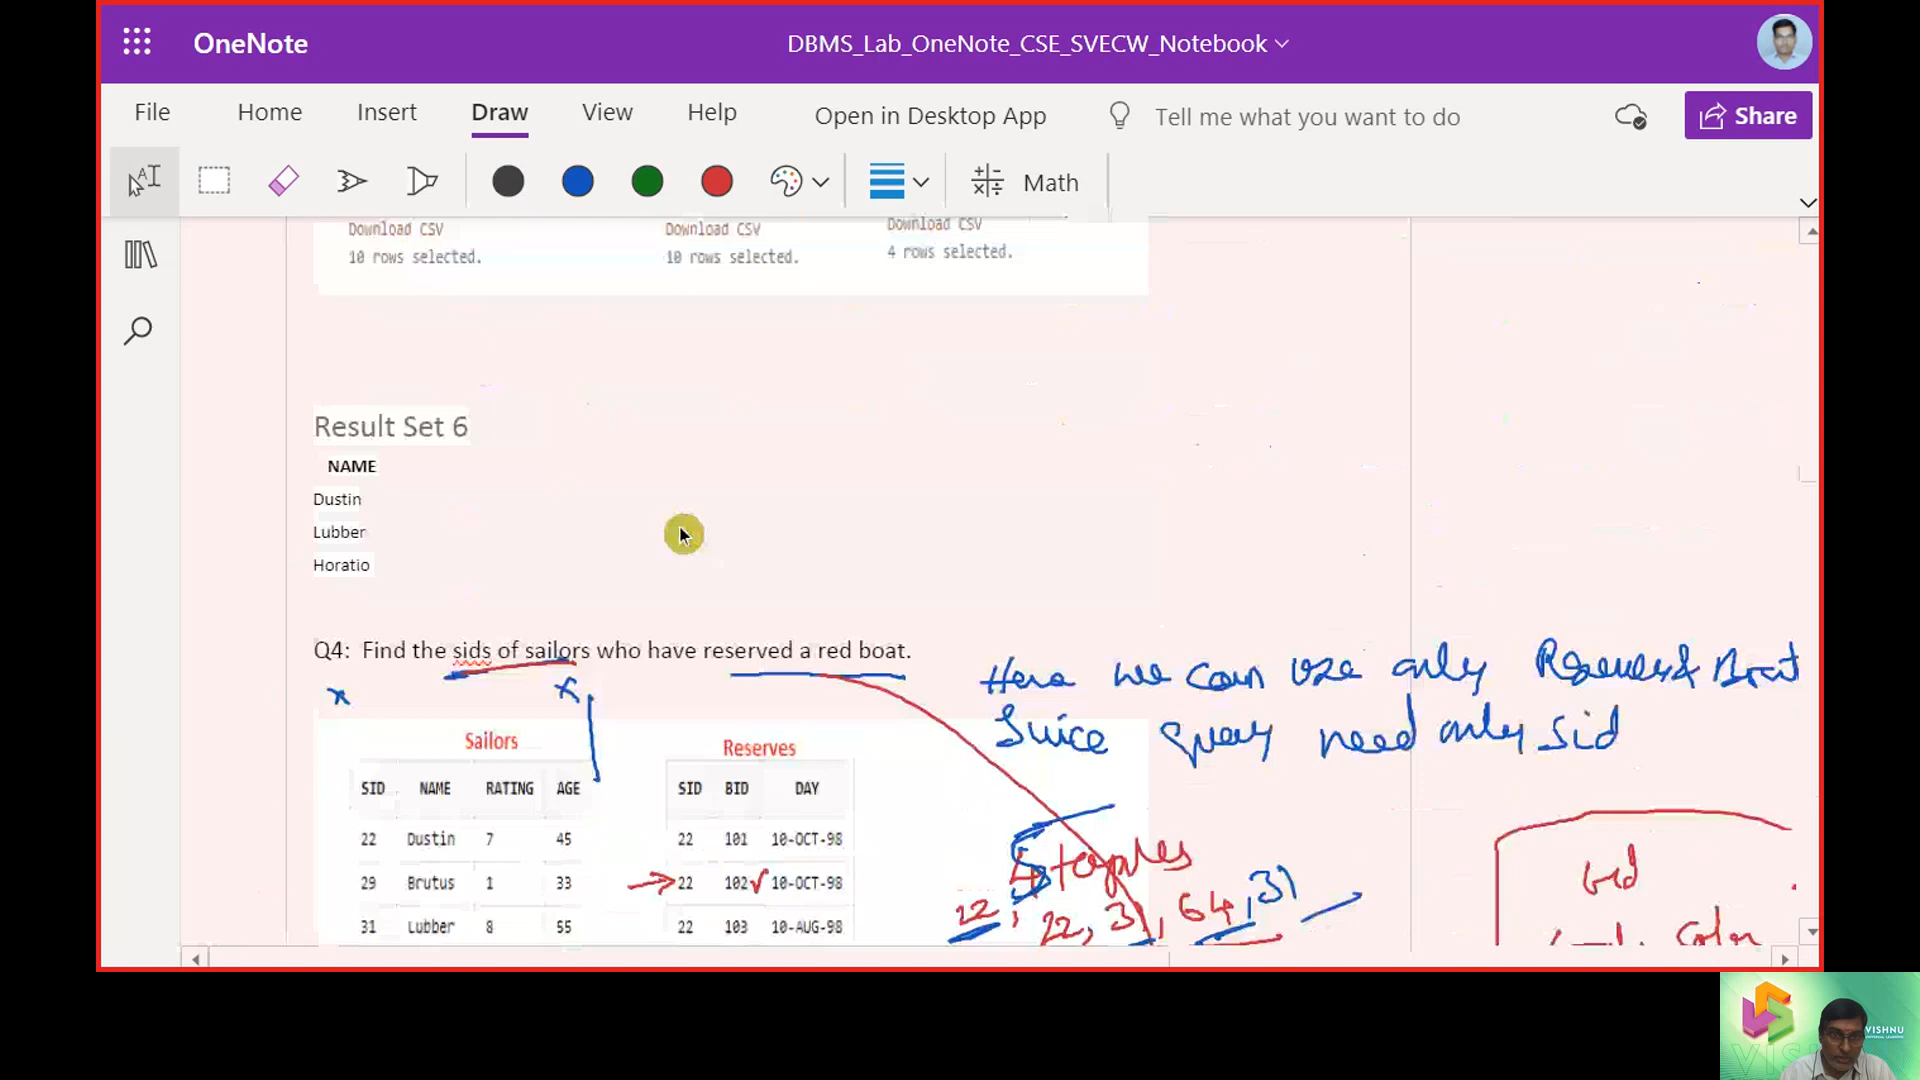 OneNote
DBMS_Lab_OneNote_CSE_SVECW_Notebook
File Home Insert Draw View Help Open in Desktop App Tell me what you want to do Share
Math
Download CSV Download CSV Download CSV
10 rows selected. 10 rows selected. 4 rows selected.
Result Set 6
NAME
Dustin
Lubber
Horatio
Q4: Find the sids of sailors who have reserved a red boat.
Here we can use only Reserves & Boat
Since query need only sid
Sailors Reserves
SID NAME RATING AGE SID BID DAY
22 Dustin 7 45 22 101 10-OCT-98
29 Brutus 1 33 22 102 10-OCT-98
31 Lubber 8 55 22 103 10-AUG-98
5 tuples
22, 22, 31, 64, 31
bid
color
VISHNU